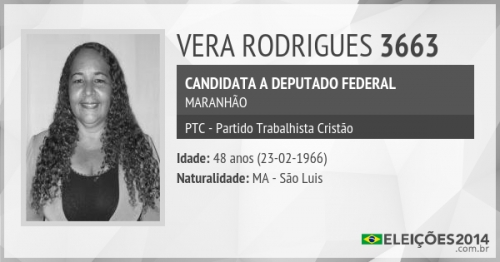 VERA RODRIGUES 3663
CANDIDATA A DEPUTADO FEDERAL
MARANHÃO
PTC - Partido Trabalhista Cristão
Idade: 48 anos (23-02-1966)
Naturalidade: MA - São Luis
ELEIÇÕES2014
.com.br